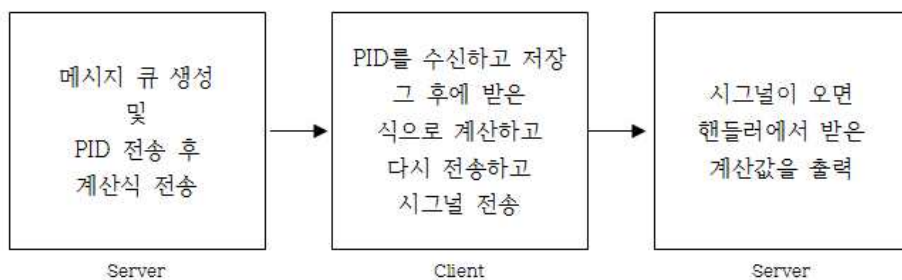 메시지 큐 생성
및
PID 전송 후
계산식 전송
PID를 수신하고 저장
그 후에 받은
식으로 계산하고
다시 전송하고
시그널 전송
시그널이 오면
핸들러에서 받은
계산값을 출력
Server
Client
Server